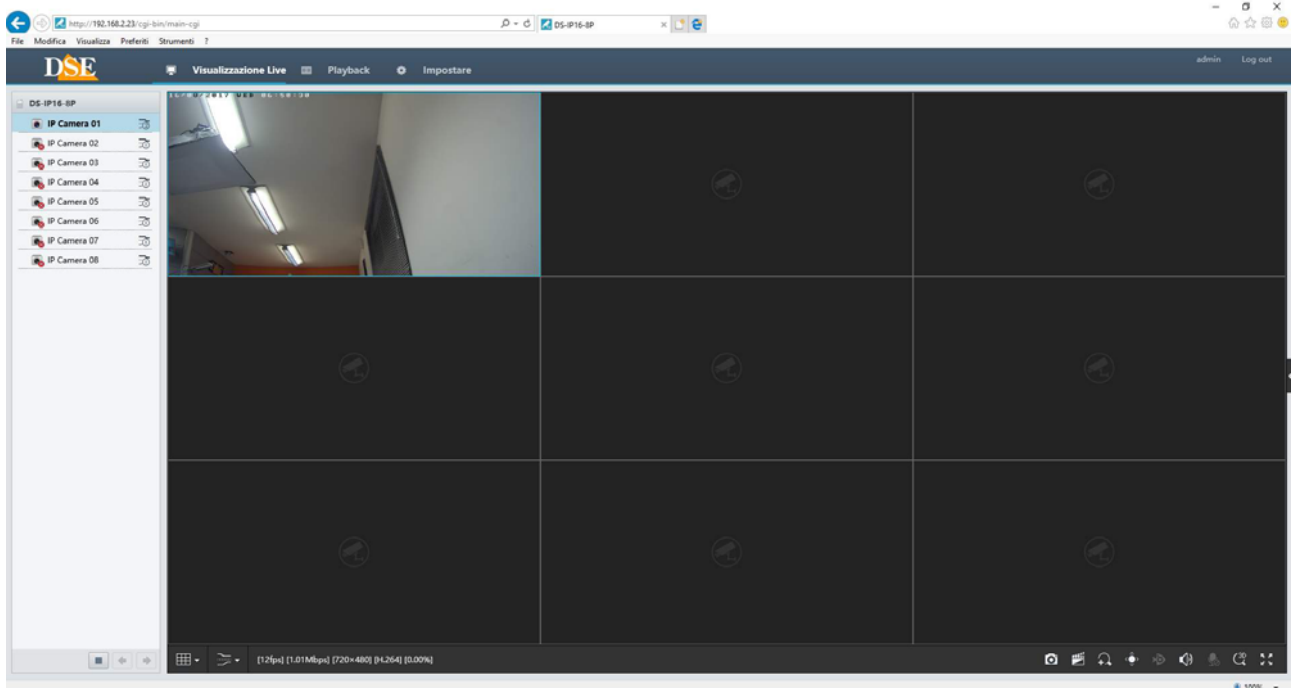 http://192.168.2.23/cgi-bin/main-cgi
DS-IP16-8P
File Modifica Visualizza Preferiti Strumenti ?
DSE
Visualizzazione Live Playback Impostare
admin Log out
DS-IP16-8P
IP Camera 01
IP Camera 02
IP Camera 03
IP Camera 04
IP Camera 05
IP Camera 06
IP Camera 07
IP Camera 08
[12fps] [1.01Mbps] [720×480] [H.264] [0.00%]
100%